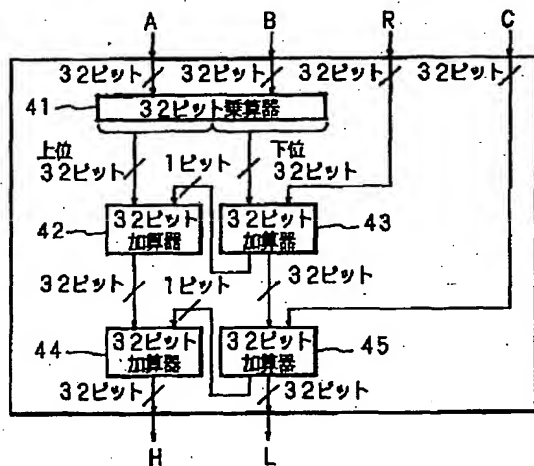 A B R C
32ビット 32ビット 32ビット 32ビット
41 32ビット乗算器
上位 下位
32ビット 1ビット 32ビット
42 32ビット 加算器 32ビット 加算器 43
32ビット 1ビット 32ビット
44 32ビット 加算器 32ビット 加算器 45
32ビット 32ビット
H L